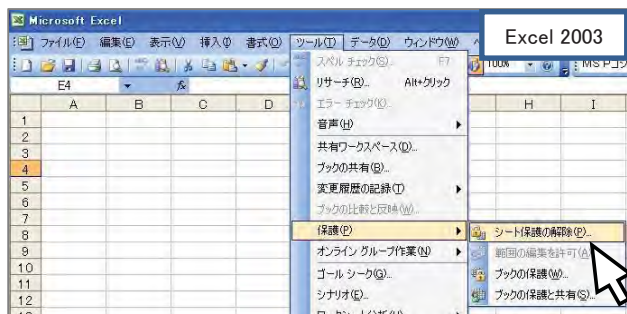 Microsoft Excel
Excel 2003
ファイル(F) 編集(E) 表示(V) 挿入(I) 書式(O) ツール(T) データ(D) ウィンドウ(W)
100%
E4 fx
A B C D H I
1
2
3
4
5
6
7
8
9
10
11
12
スペル チェック(S)... F7
リサーチ(R)... Alt+クリック
エラー チェック(K)...
音声(H)
共有ワークスペース(D)...
ブックの共有(B)...
変更履歴の記録(T)
ブックの比較と反映(W)...
保護(P)
オンライン グループ作業(N)
ゴール シーク(G)...
シナリオ(E)...
シート保護の解除(P)...
範囲の編集を許可(A)
ブックの保護(W)...
ブックの保護と共有(S)...